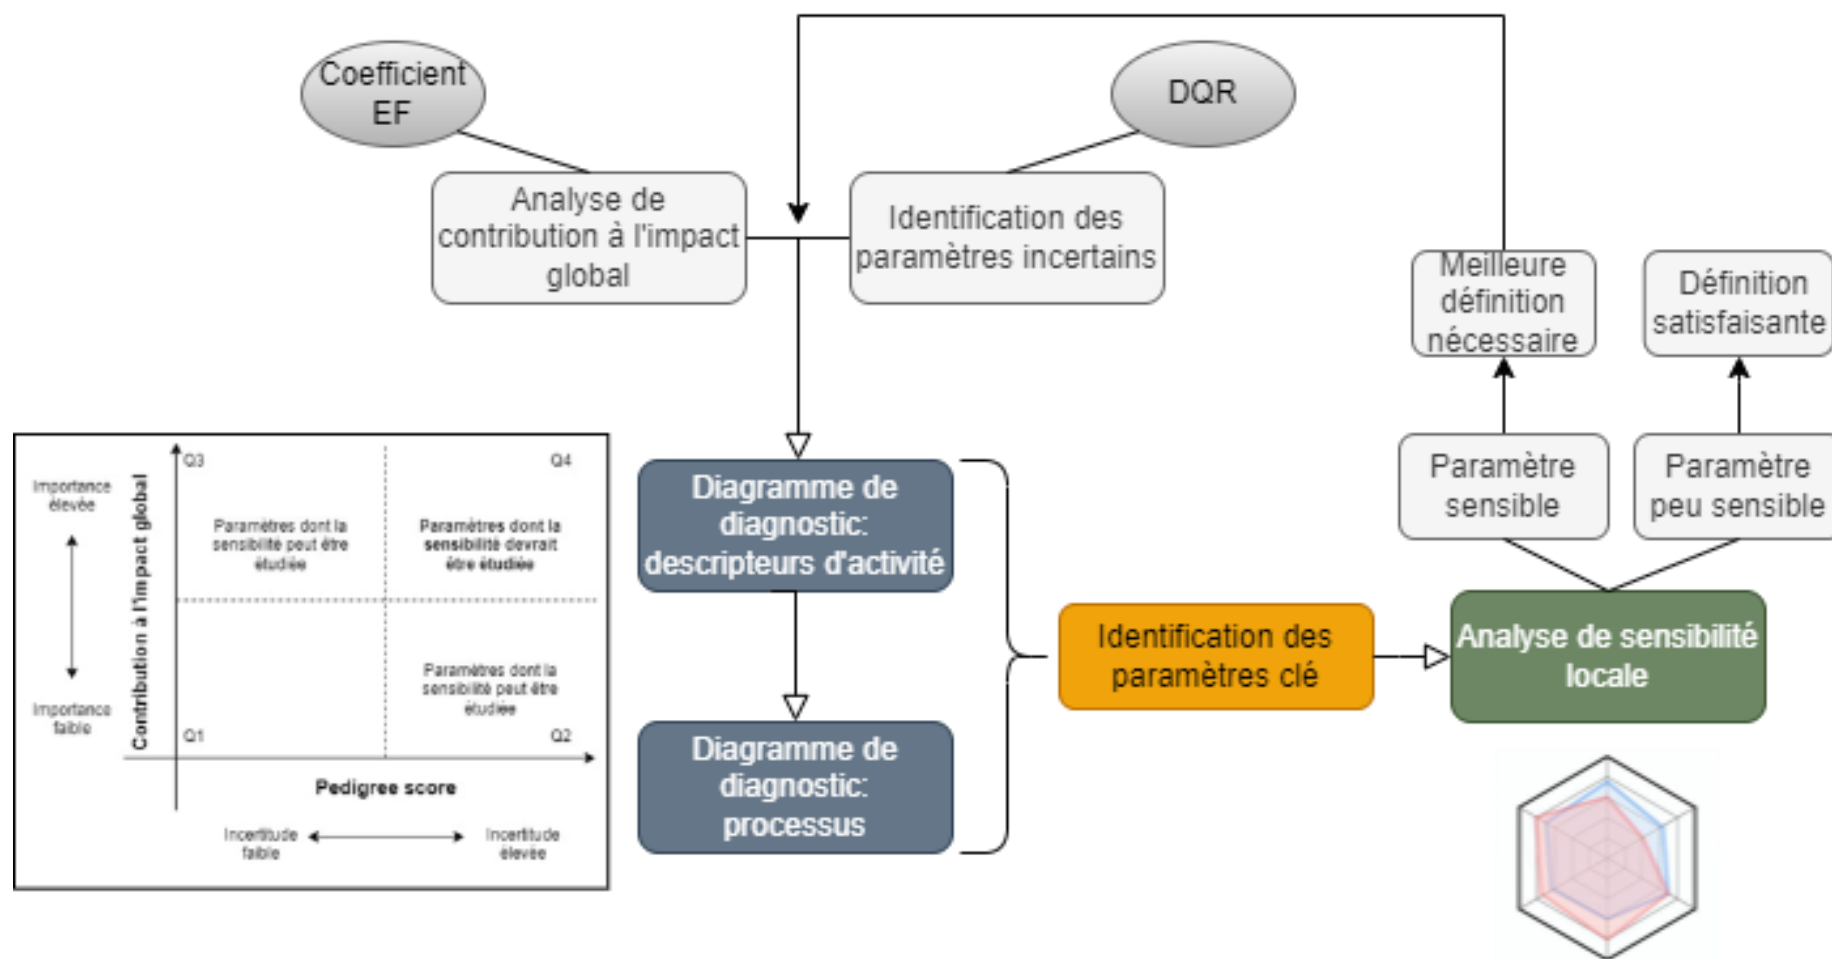 Coefficient
EF
DQR
Analyse de
contribution à l'impact
global
Identification des
paramètres incertains
Meilleure
définition
nécessaire
Définition
satisfaisante
Paramètre
sensible
Paramètre
peu sensible
Q3
Q4
Importance
élevée
Paramètres dont la
sensibilité peut être
étudiée
Paramètres dont la
sensibilité devrait
être étudiée
Contribution à l'impact global
Paramètres dont la
sensibilité peut être
étudiée
Importance
faible
Q1
Q2
Pedigree score
Incertitude
faible
Incertitude
élevée
Diagramme de
diagnostic:
descripteurs d'activité
Diagramme de
diagnostic:
processus
Identification des
paramètres clé
Analyse de sensibilité
locale